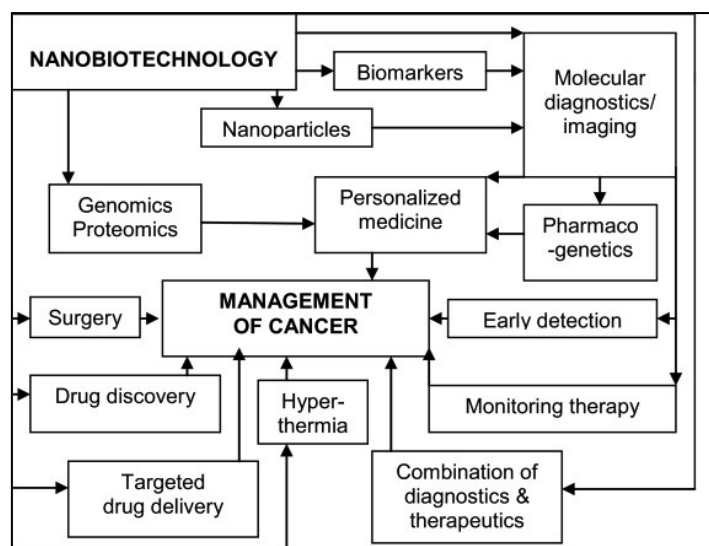 NANOBIOTECHNOLOGY
Biomarkers
Molecular
diagnostics/
imaging
Nanoparticles
Genomics
Proteomics
Personalized
medicine
Pharmaco
-genetics
MANAGEMENT
OF CANCER
Surgery
Early detection
Drug discovery
Hyper-
thermia
Monitoring therapy
Targeted
drug delivery
Combination of
diagnostics &
therapeutics